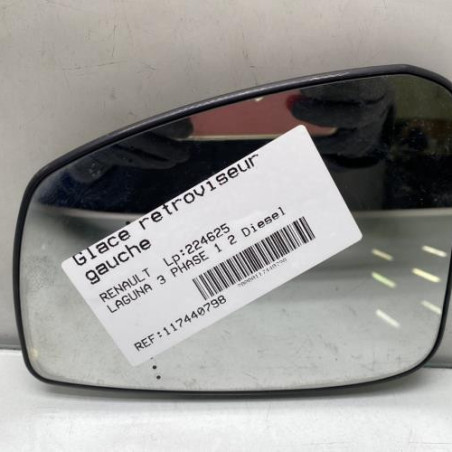 Glace retroviseur
gauche
RENAULT Lp:224625
LAGUNA 3 PHASE 1 2 Diesel
REF:117440798